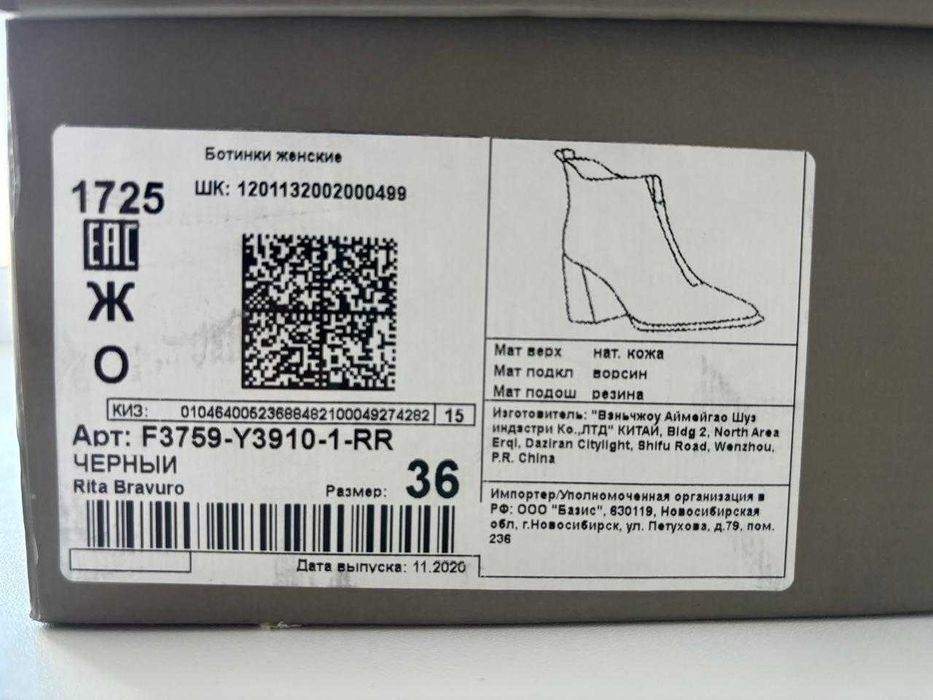 Ботинки женские
1725
ШК: 1201132002000499
ЕАС
Ж
О
КИЗ: 01046400623688482100049274282 15
Арт: F3759-Y3910-1-RR
ЧЕРНЫЙ
Rita Bravuro
Размер: 36
Дата выпуска: 11.2020
Мат верх нат. кожа
Мат подкл ворсин
Мат подош резина
Изготовитель: "Вэньчжоу Аймейгао Шуз
индастри Ко.,ЛТД" КИТАЙ, Bldg 2, North Area
Erqi, Daziran Citylight, Shifu Road, Wenzhou,
P.R. China
Импортер/Уполномоченная организация в
РФ: ООО "Базис", 630119, Новосибирская
обл, г.Новосибирск, ул. Петухова, д.79, пом.
236